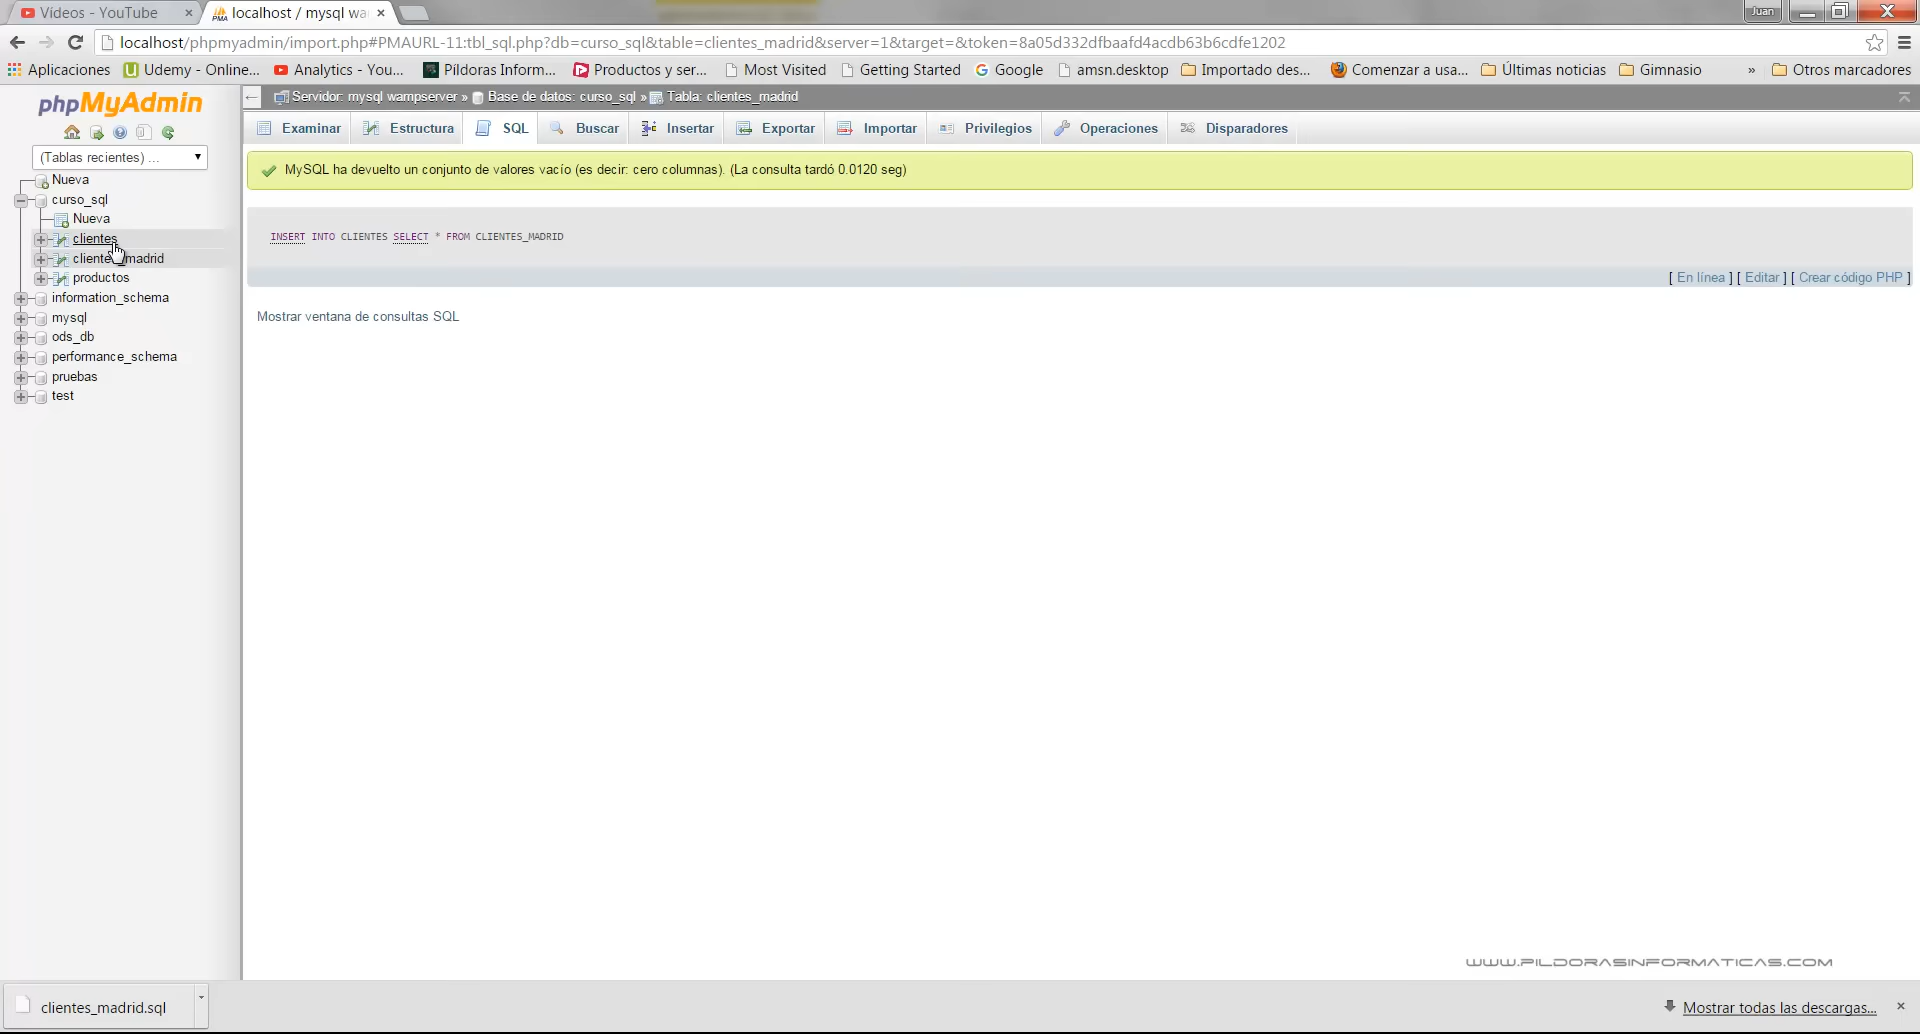 Vídeos - YouTube
localhost / mysql wa
Juan
localhost/phpmyadmin/import.php#PMAURL-11:tbl_sql.php?db=curso_sql&table=clientes_madrid&server=1&target=&token=8a05d332dfbaafd4acdb63b6cdfe1202
Aplicaciones Udemy - Online... Analytics - You... Píldoras Inform... Productos y ser... Most Visited Getting Started Google amsn.desktop Importado des... Comenzar a usa... Últimas noticias Gimnasio » Otros marcadores
phpMyAdmin
Servidor: mysql wampserver » Base de datos: curso_sql » Tabla: clientes_madrid
Examinar Estructura SQL Buscar Insertar Exportar Importar Privilegios Operaciones Disparadores
(Tablas recientes) ...
MySQL ha devuelto un conjunto de valores vacío (es decir: cero columnas). (La consulta tardó 0.0120 seg)
Nueva
curso_sql
Nueva
clientes
clientes_madrid
productos
information_schema
mysql
ods_db
performance_schema
pruebas
test
INSERT INTO CLIENTES SELECT * FROM CLIENTES_MADRID
[ En línea ] [ Editar ] [ Crear código PHP ]
Mostrar ventana de consultas SQL
WWW.PILDORASINFORMATICAS.COM
clientes_madrid.sql
Mostrar todas las descargas...